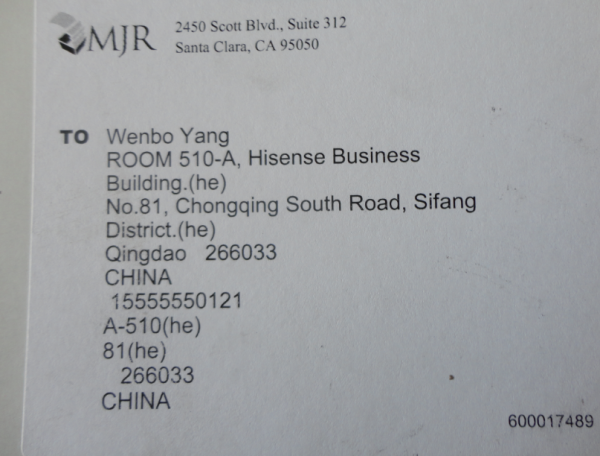 MJR
2450 Scott Blvd., Suite 312
Santa Clara, CA 95050
TO Wenbo Yang
ROOM 510-A, Hisense Business
Building.(he)
No.81, Chongqing South Road, Sifang
District.(he)
Qingdao 266033
CHINA
15555550121
A-510(he)
81(he)
266033
CHINA
600017489